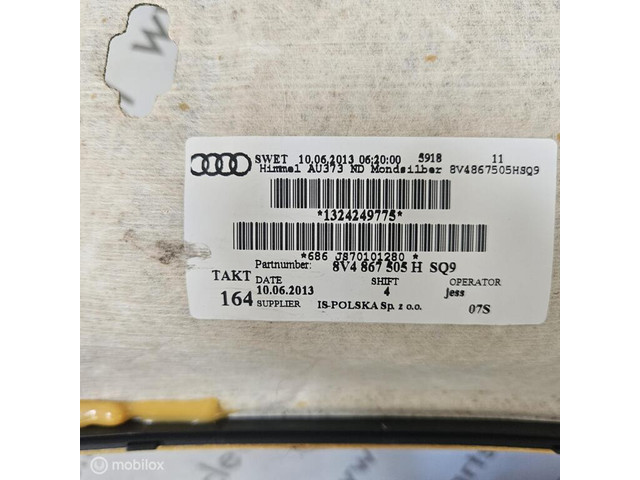 SWET 10.06.2013 06:20:00 5918 11
Himmel AU373 ND Mondsilber 8V4867505HSQ9
*1324249775*
*686 JS70101280 *
Partnumber: 8V4 867 505 H SQ9
TAKT DATE SHIFT OPERATOR
10.06.2013 4 jess
164 SUPPLIER IS-POLSKA Sp. z o.o. 07S
mobilox